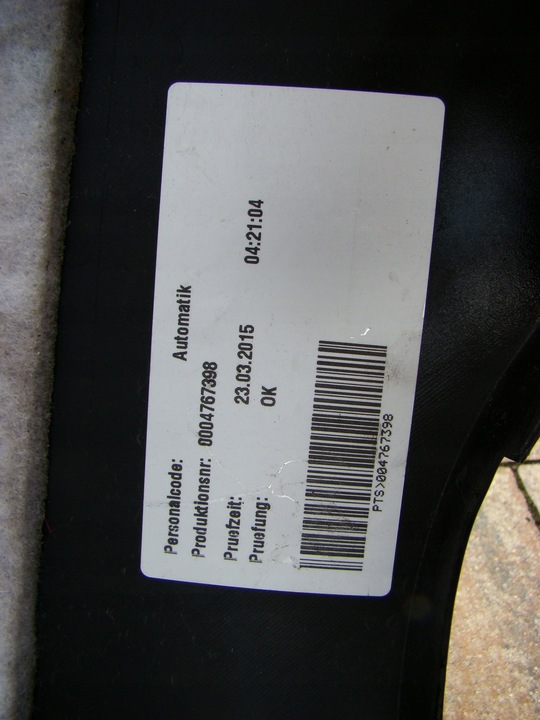 Personalcode: Automatik
Produktionsnr: 0004767398
Pruefzeit: 23.03.2015 04:21:04
Pruefung: OK
PTS>004767398